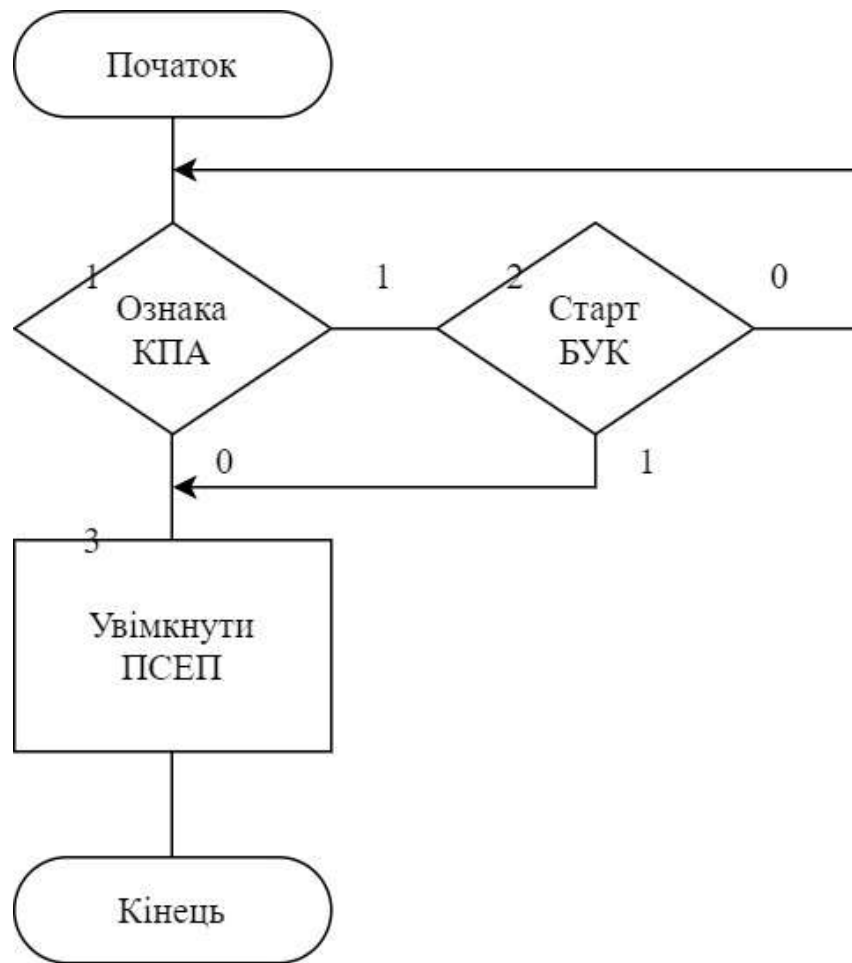 Початок
1
Ознака
КПА
1
2
Старт
БУК
0
0
1
3
Увімкнути
ПСЕП
Кінець